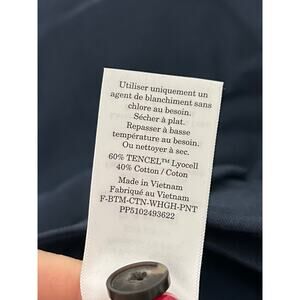 Utiliser uniquement un
agent de blanchiment sans
chlore au besoin.
Sécher à plat.
Repasser à basse
température au besoin.
Ou nettoyer à sec.
60% TENCEL™ Lyocell
40% Cotton / Coton
Made in Vietnam
Fabriqué au Vietnam
F-BTM-CTN-WHGH-PNT
PP5102493622